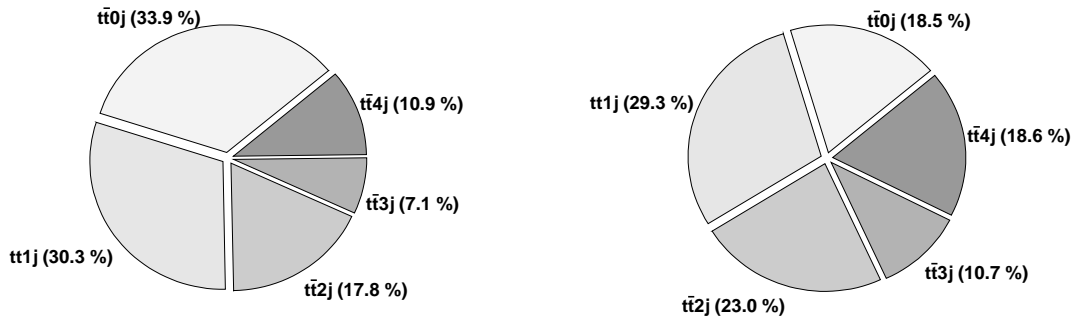 tt̄0j (33.9 %)
tt̄4j (10.9 %)
tt̄3j (7.1 %)
tt̄2j (17.8 %)
tt1j (30.3 %)
tt̄0j (18.5 %)
tt̄4j (18.6 %)
tt̄3j (10.7 %)
tt̄2j (23.0 %)
tt1j (29.3 %)